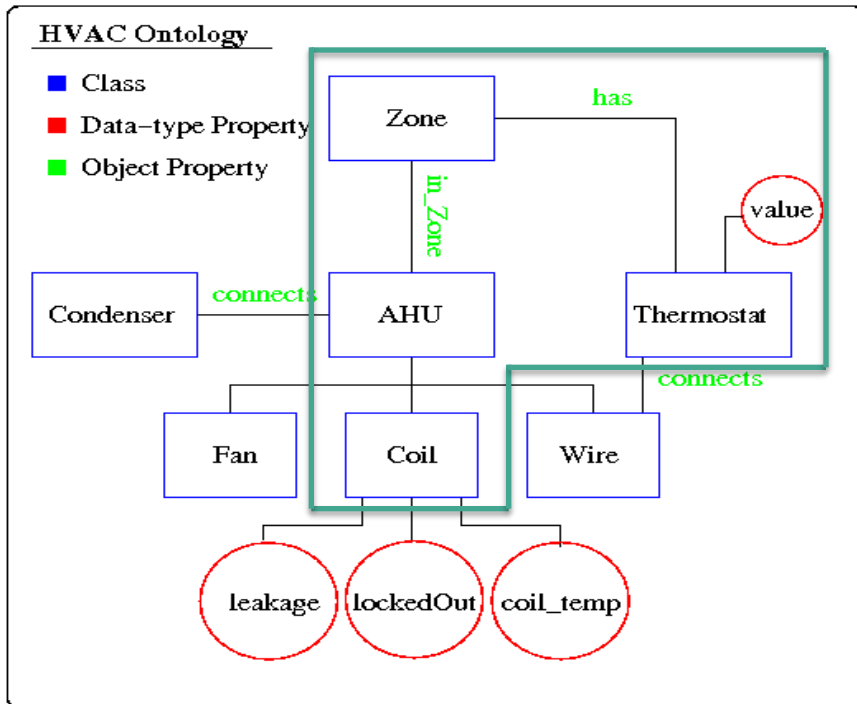 HVAC Ontology
Class
Data-type Property
Object Property
Zone
has
in_Zone
value
Condenser
connects
AHU
Thermostat
connects
Fan
Coil
Wire
leakage
lockedOut
coil_temp